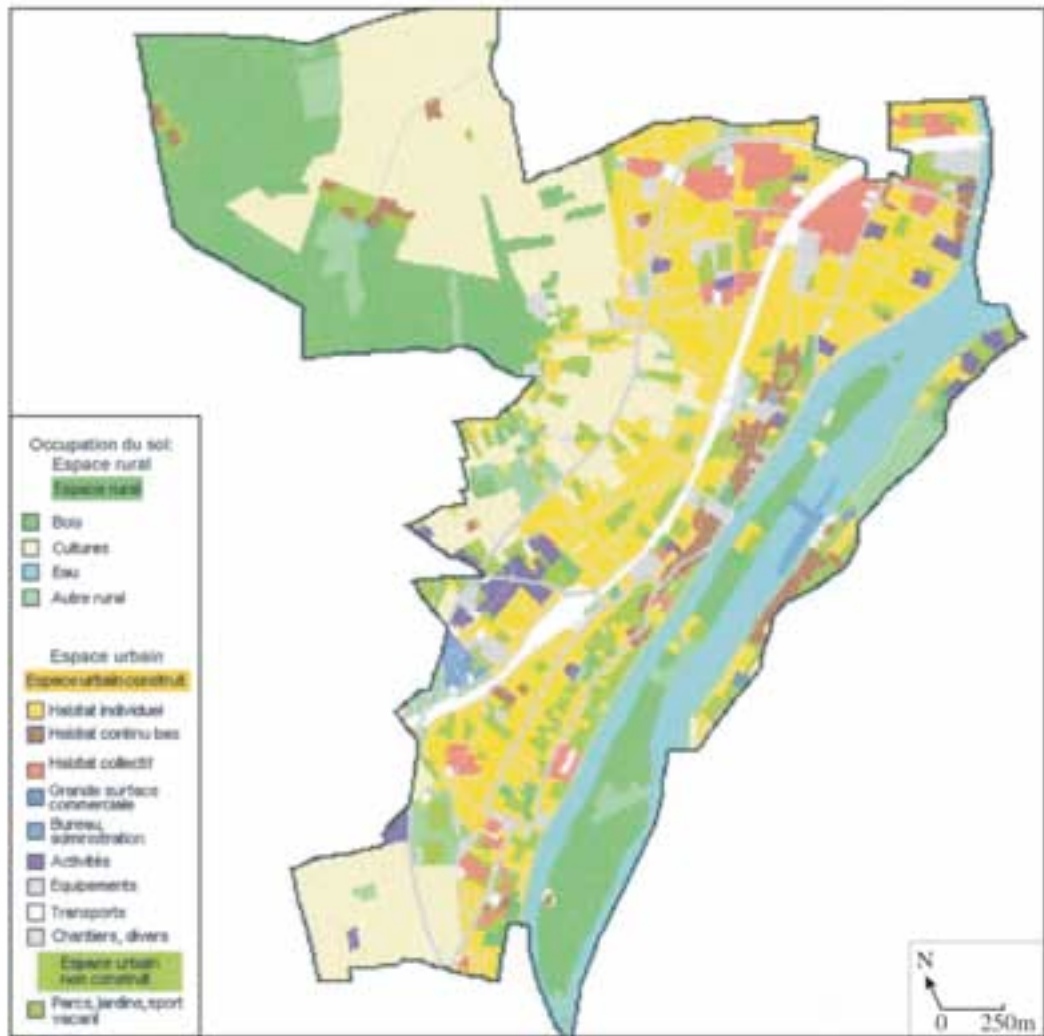 Occupation du sol:
Espace rural
Espace rural
Bois
Cultures
Eau
Autre rural
Espace urbain
Espace urbain construit
Habitat individuel
Habitat continu bas
Habitat collectif
Grande surface
commerciale
Bureau,
administration
Activités
Equipements
Transports
Chantiers, divers
Espace urbain
non construit
Parcs, jardins, sport
vacant
N
0 250m